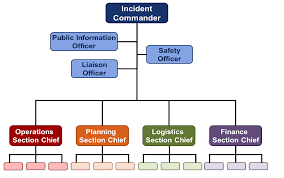 Incident
Commander
Public Information
Officer
Safety
Officer
Liaison
Officer
Operations
Section Chief
Planning
Section Chief
Logistics
Section Chief
Finance
Section Chief